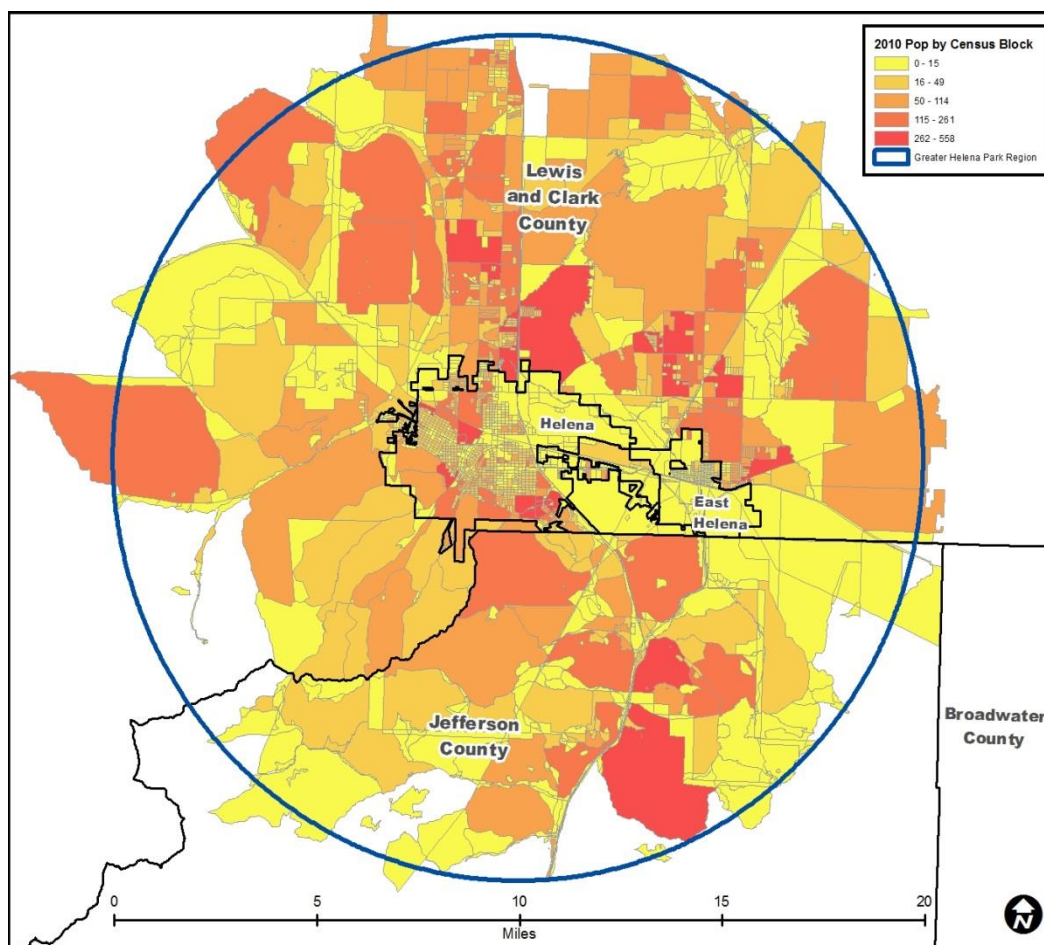 2010 Pop by Census Block
0 - 15
16 - 49
50 - 114
115 - 261
262 - 558
Greater Helena Park Region
Lewis
and Clark
County
Helena
East
Helena
Jefferson
County
Broadwater
County
0 5 10 15 20
Miles
N